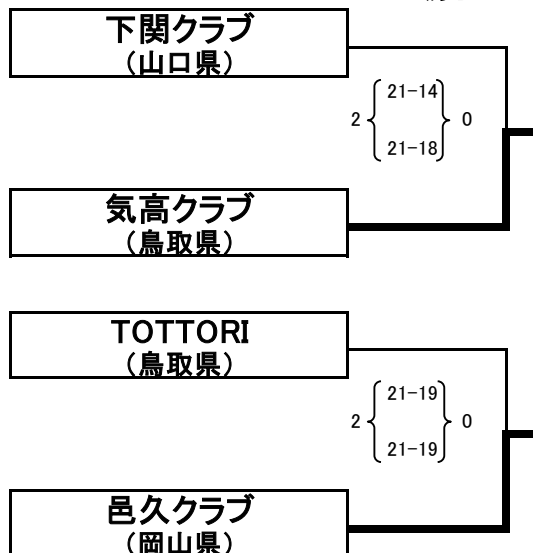 下関クラブ
（山口県）
21-14
2 0
21-18
気高クラブ
（鳥取県）
TOTTORI
（鳥取県）
21-19
2 0
21-19
邑久クラブ
（岡山県）